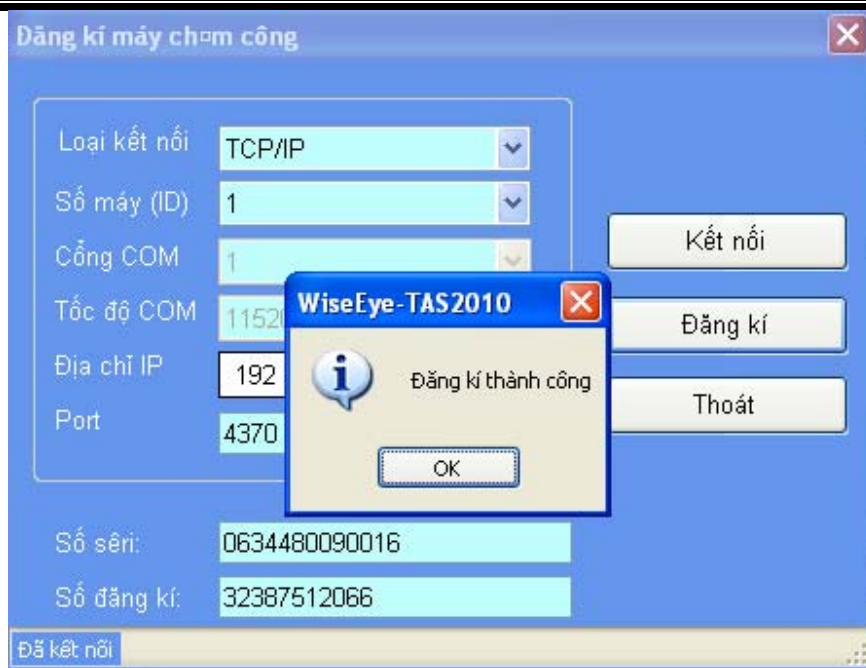 Đăng kí máy ch¤m công
Loại kết nối TCP/IP
Số máy (ID) 1
Cổng COM 1
Tốc độ COM 1152
Địa chỉ IP 192
Port 4370
Kết nối
Đăng kí
Thoát
WiseEye-TAS2010
Đăng kí thành công
OK
Số sêri: 0634480090016
Số đăng kí: 32387512066
Đã kết nối